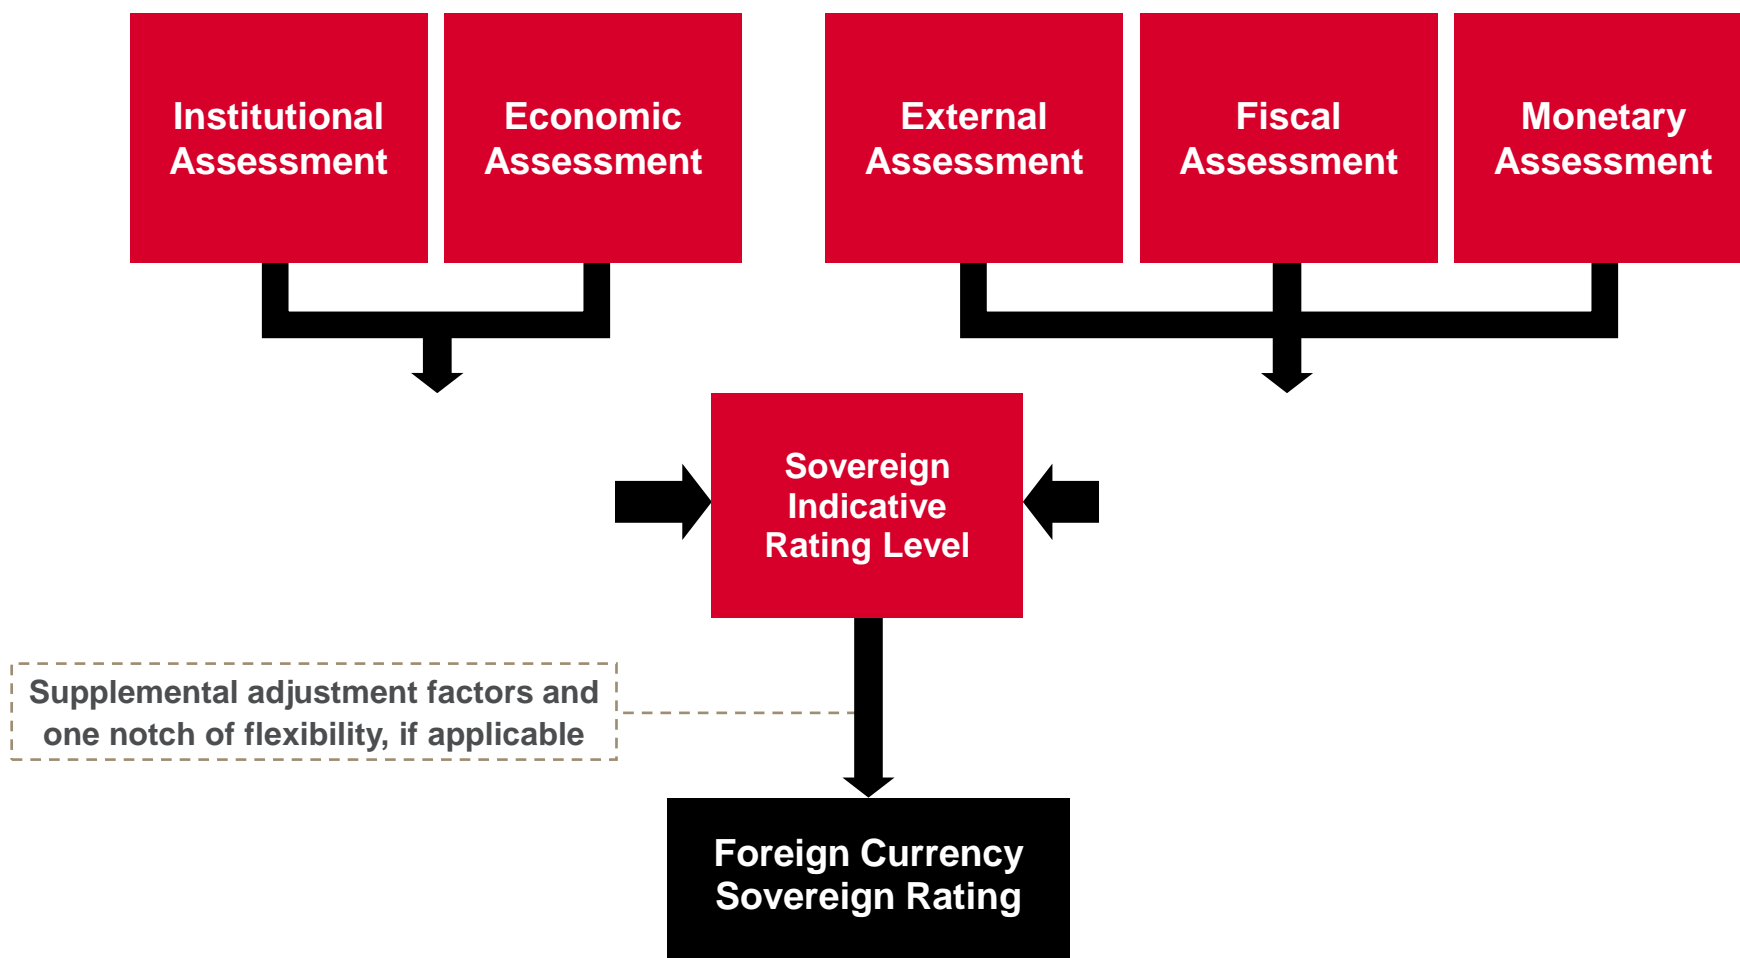 Institutional
Assessment
Economic
Assessment
External
Assessment
Fiscal
Assessment
Monetary
Assessment
Sovereign
Indicative
Rating Level
Supplemental adjustment factors and
one notch of flexibility, if applicable
Foreign Currency
Sovereign Rating